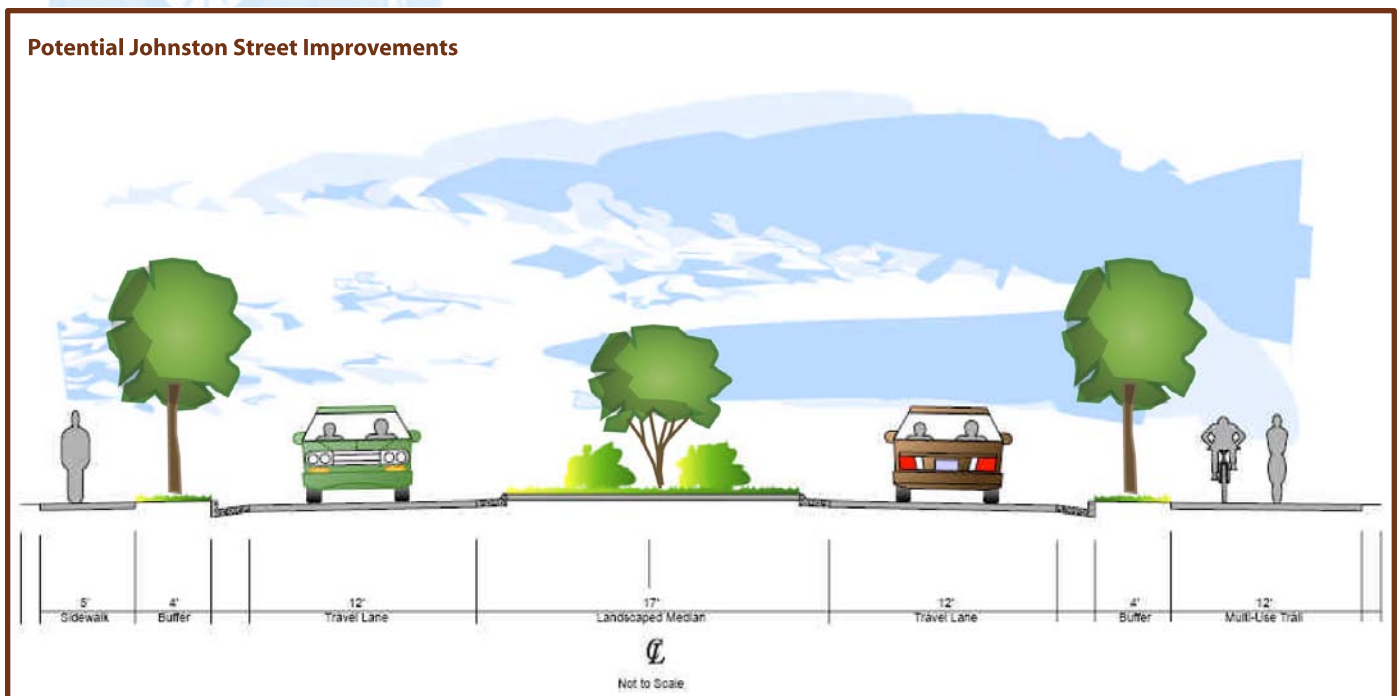 Potential Johnston Street Improvements
5' 4' 12' 17' 12' 4' 12'
Sidewalk Buffer Travel Lane Landscaped Median Travel Lane Buffer Multi-Use Trail
℄
Not to Scale